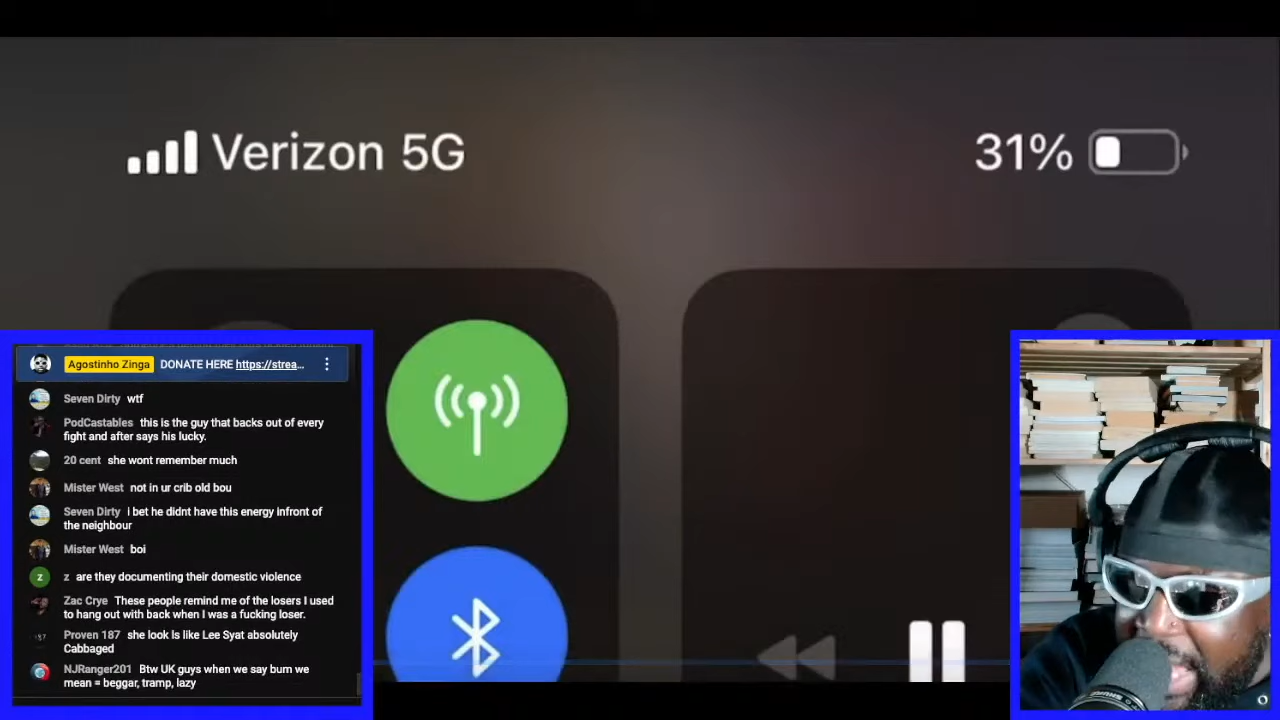 Verizon 5G
31%
Agostinho Zinga DONATE HERE https://strea...
Seven Dirty wtf
PodCastables this is the guy that backs out of every
fight and after says his lucky.
20 cent she wont remember much
Mister West not in ur crib old bou
Seven Dirty i bet he didnt have this energy infront of
the neighbour
Mister West boi
z z are they documenting their domestic violence
Zac Crye These people remind me of the losers I used
to hang out with back when I was a fucking loser.
Proven 187 she look ls like Lee Syat absolutely
Cabbaged
NJRanger201 Btw UK guys when we say bum we
mean = beggar, tramp, lazy